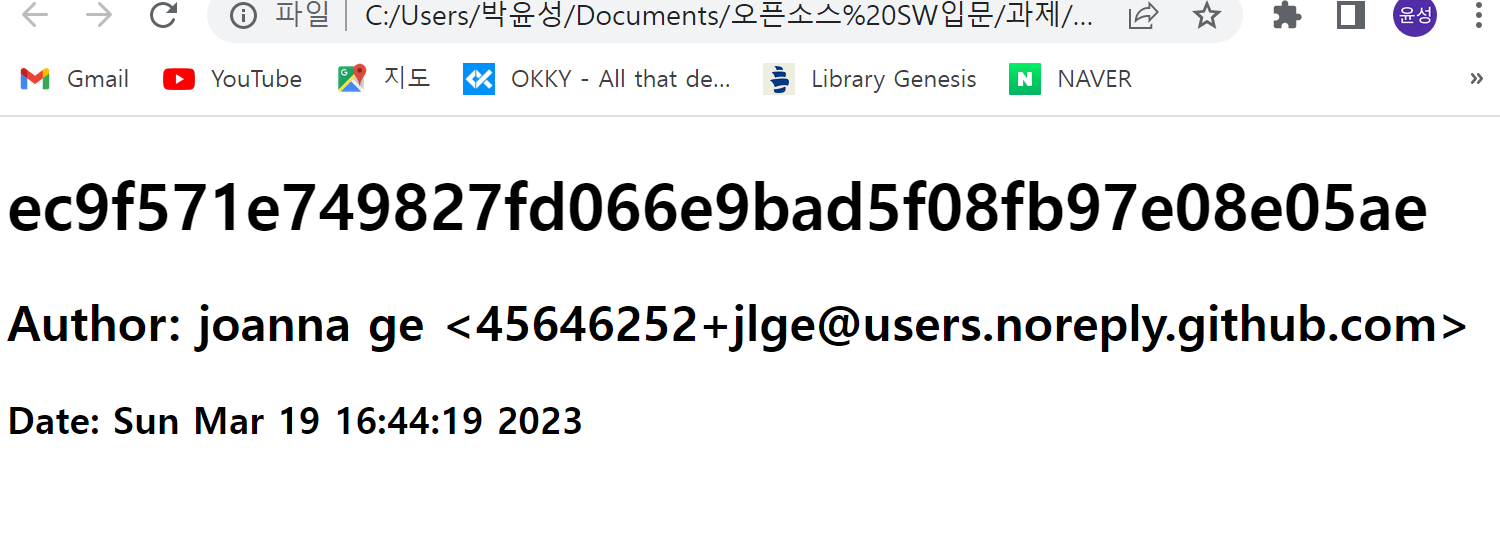 파일 C:/Users/박윤성/Documents/오픈소스%20SW입문/과제/... 윤성
Gmail YouTube 지도 OKKY - All that de... Library Genesis NAVER »
ec9f571e749827fd066e9bad5f08fb97e08e05ae
Author: joanna ge <45646252+jlge@users.noreply.github.com>
Date: Sun Mar 19 16:44:19 2023